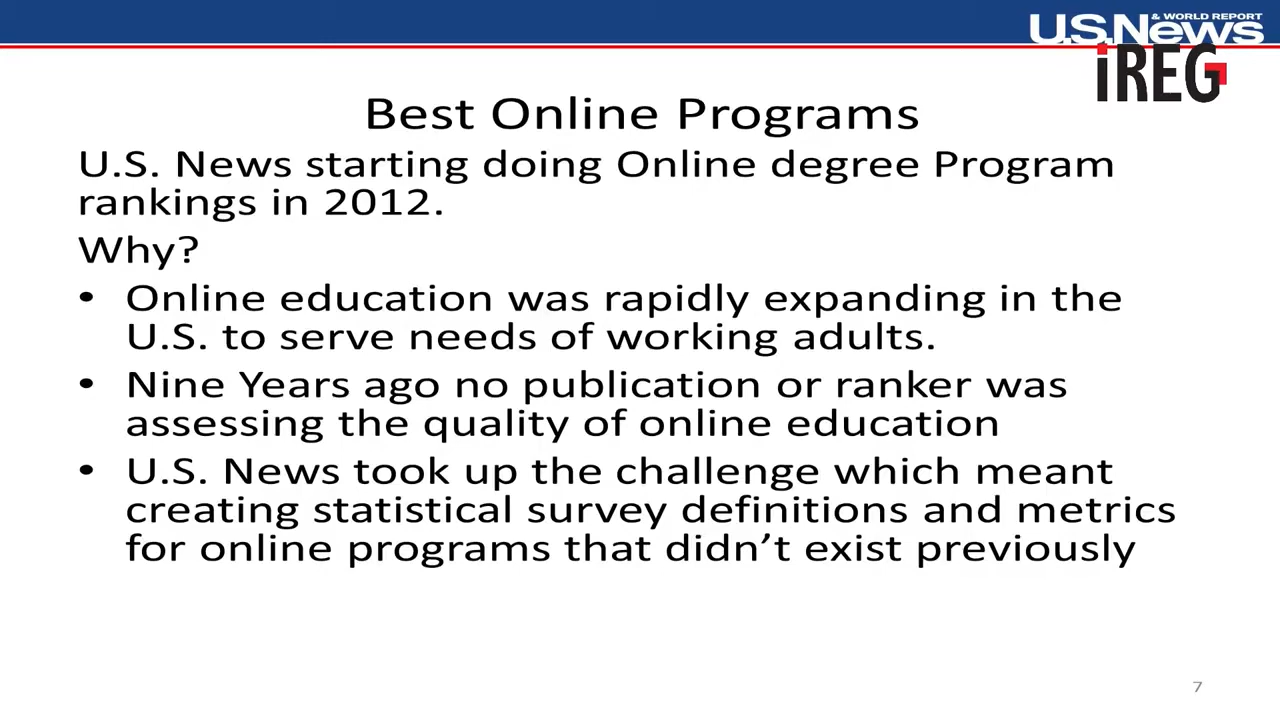 & WORLD REPORT
U.S.News
iREG
Best Online Programs
U.S. News starting doing Online degree Program
rankings in 2012.
Why?
• Online education was rapidly expanding in the
U.S. to serve needs of working adults.
• Nine Years ago no publication or ranker was
assessing the quality of online education
• U.S. News took up the challenge which meant
creating statistical survey definitions and metrics
for online programs that didn’t exist previously
7